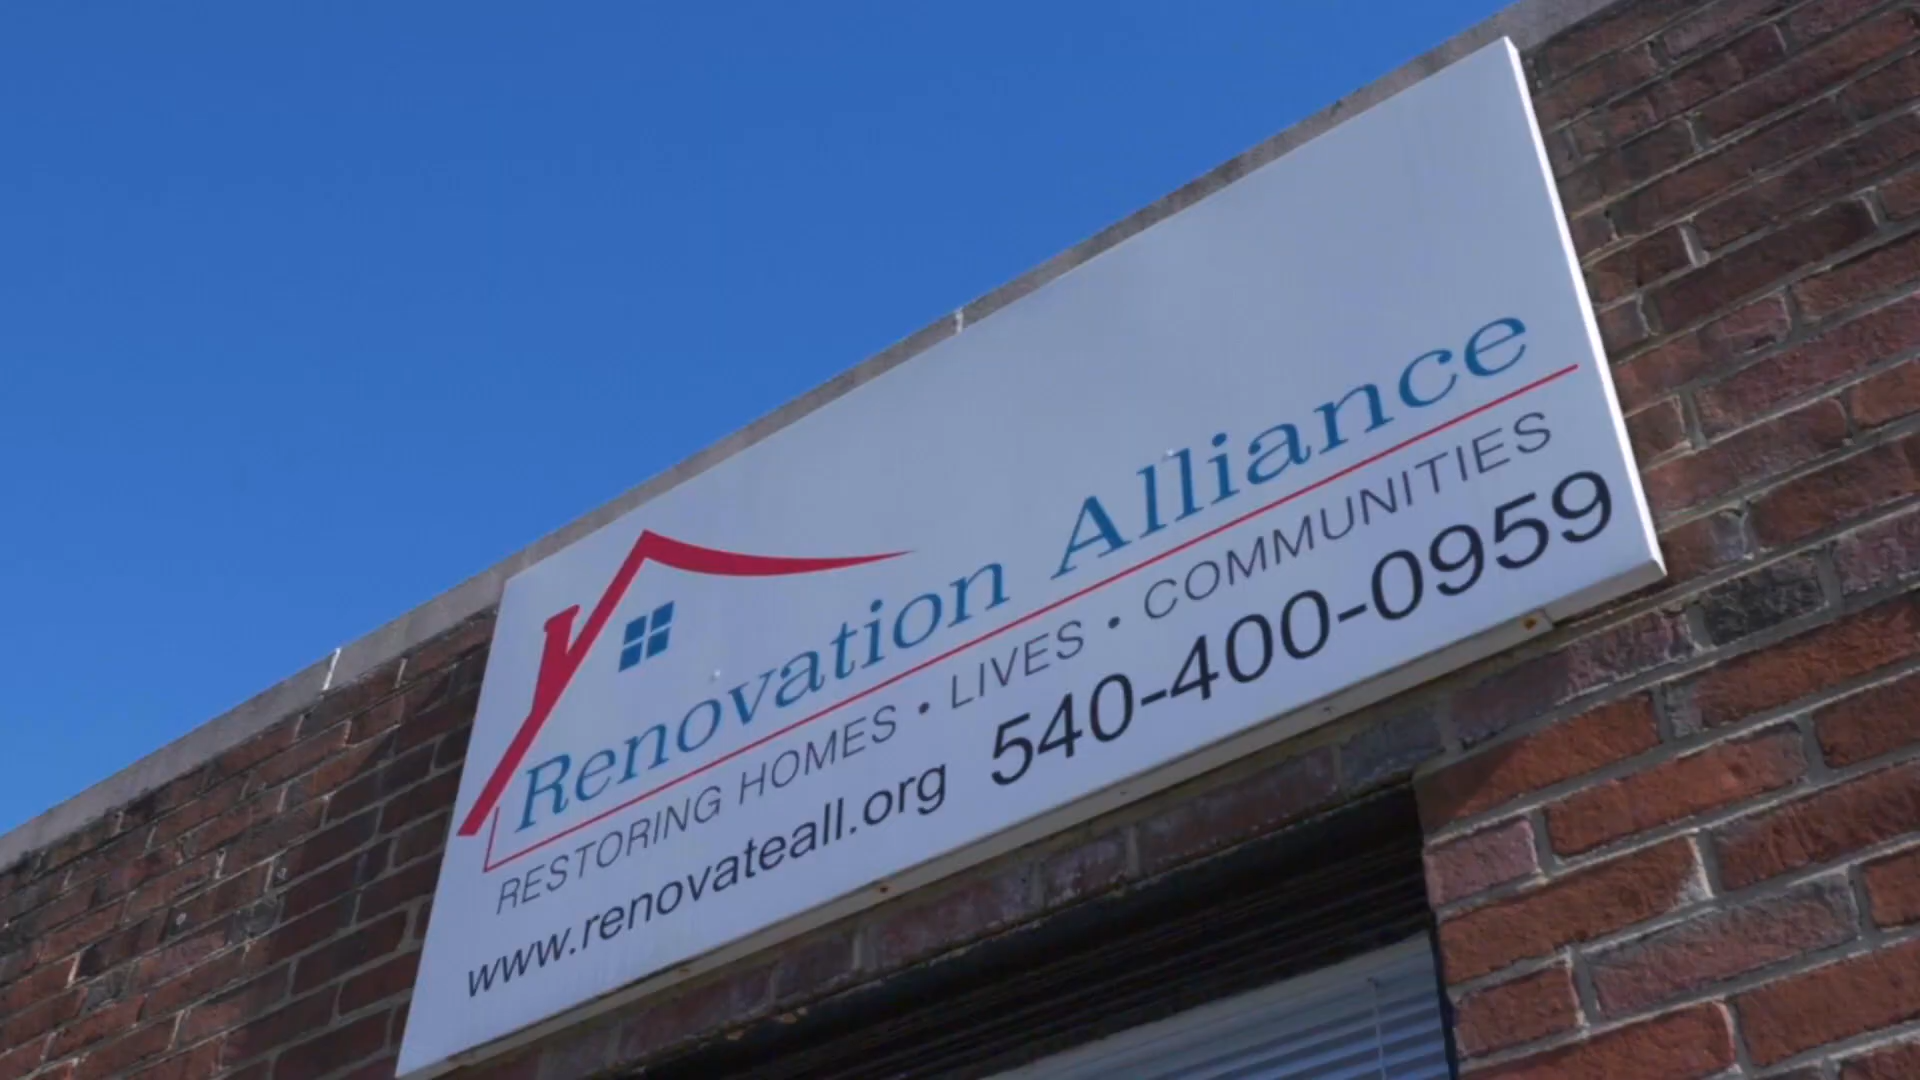 Renovation Alliance
RESTORING HOMES • LIVES • COMMUNITIES
www.renovateall.org 540-400-0959